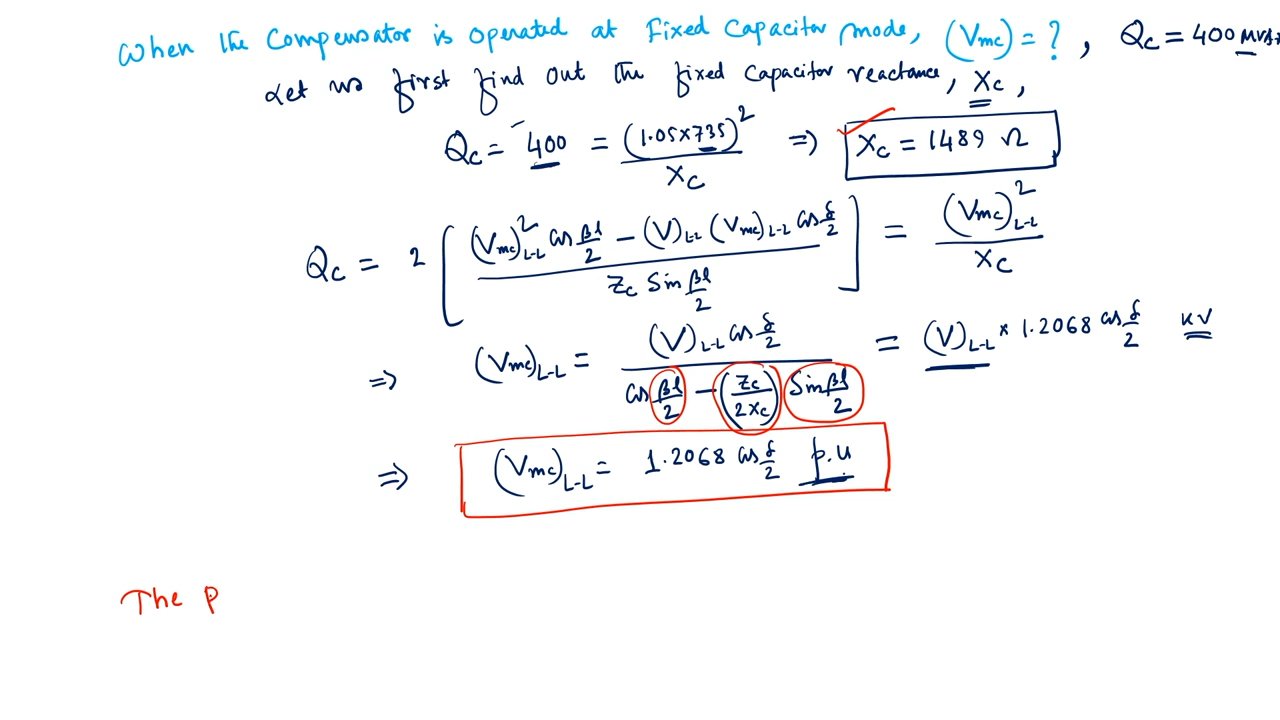 When the Compensator is operated at Fixed Capacitor mode, (Vmc) = ?, Qc = 400 MVAr
Let us first find out the fixed Capacitor reactance, Xc,
Qc = 400 = (1.05×735)² / Xc ⇒ Xc = 1489 Ω
Qc = 2 [ ((Vmc)²L-L cos βl/2 − (V)L-L (Vmc)L-L cos δ/2) / (Zc Sin βl/2) ] = (Vmc)²L-L / Xc
⇒ (Vmc)L-L = (V)L-L cos δ/2 / (cos βl/2 − (Zc/2Xc) Sin βl/2) = (V)L-L × 1.2068 cos δ/2 KV
⇒ (Vmc)L-L = 1.2068 cos δ/2 p.u
The P